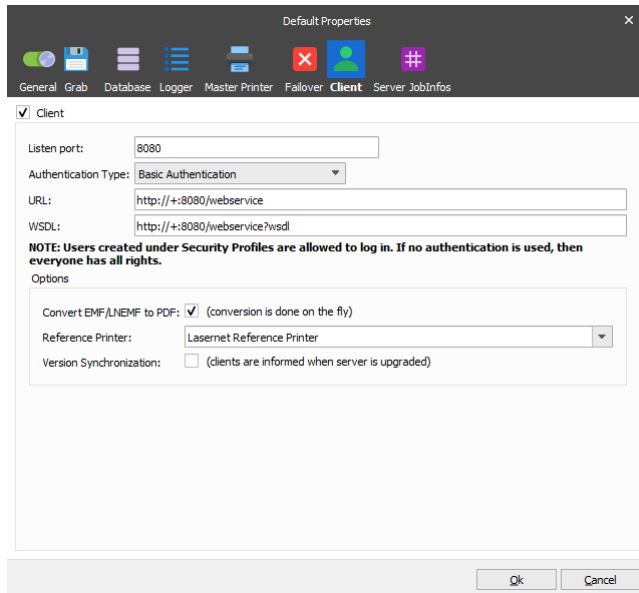 Default Properties
General Grab Database Logger Master Printer Failover Client Server JobInfos
Client
Listen port: 8080
Authentication Type: Basic Authentication
URL: http://+:8080/webservice
WSDL: http://+:8080/webservice?wsdl
NOTE: Users created under Security Profiles are allowed to log in. If no authentication is used, then
everyone has all rights.
Options
Convert EMF/LNEMF to PDF: (conversion is done on the fly)
Reference Printer: Lasernet Reference Printer
Version Synchronization: (clients are informed when server is upgraded)
Ok Cancel